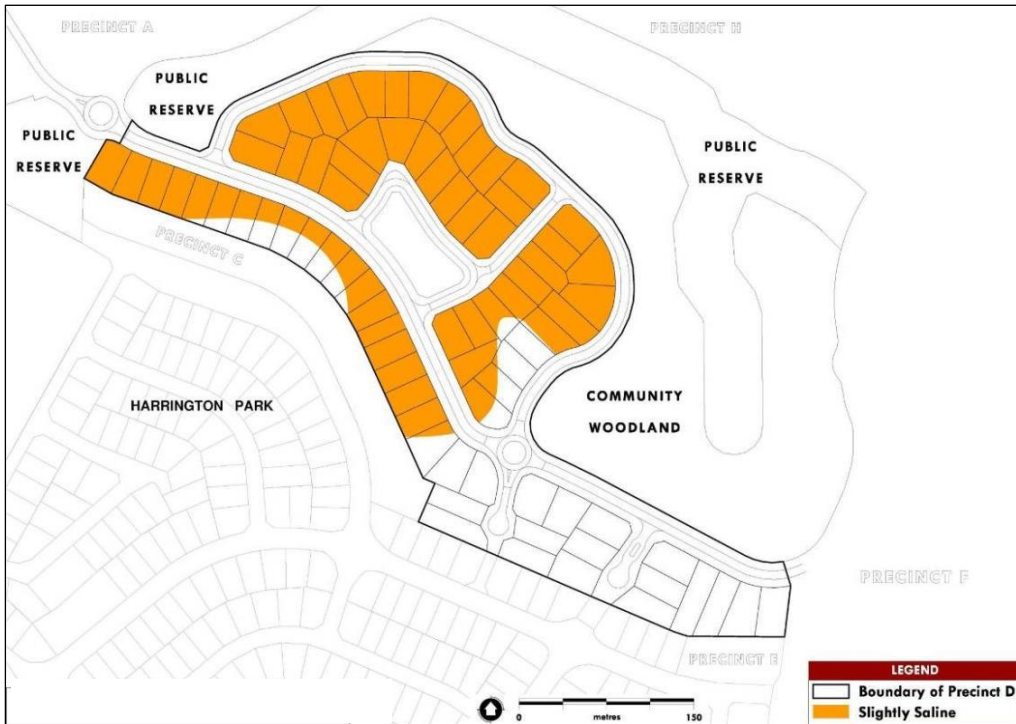 PRECINCT A
PRECINCT H
PUBLIC
RESERVE
PUBLIC
RESERVE
PUBLIC
RESERVE
PRECINCT C
HARRINGTON PARK
COMMUNITY
WOODLAND
PRECINCT F
PRECINCT E
LEGEND
Boundary of Precinct D
Slightly Saline
0 metres 150